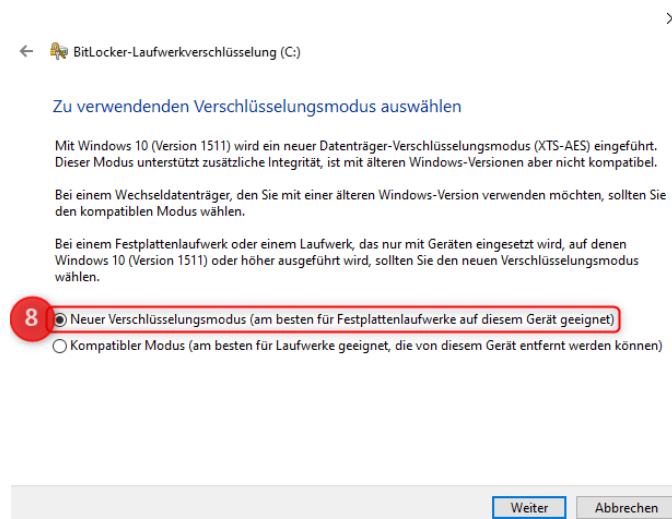 BitLocker-Laufwerkverschlüsselung (C:)
Zu verwendenden Verschlüsselungsmodus auswählen
Mit Windows 10 (Version 1511) wird ein neuer Datenträger-Verschlüsselungsmodus (XTS-AES) eingeführt.
Dieser Modus unterstützt zusätzliche Integrität, ist mit älteren Windows-Versionen aber nicht kompatibel.
Bei einem Wechseldatenträger, den Sie mit einer älteren Windows-Version verwenden möchten, sollten Sie
den kompatiblen Modus wählen.
Bei einem Festplattenlaufwerk oder einem Laufwerk, das nur mit Geräten eingesetzt wird, auf denen
Windows 10 (Version 1511) oder höher ausgeführt wird, sollten Sie den neuen Verschlüsselungsmodus
wählen.
8 Neuer Verschlüsselungsmodus (am besten für Festplattenlaufwerke auf diesem Gerät geeignet)
Kompatibler Modus (am besten für Laufwerke geeignet, die von diesem Gerät entfernt werden können)
Weiter Abbrechen